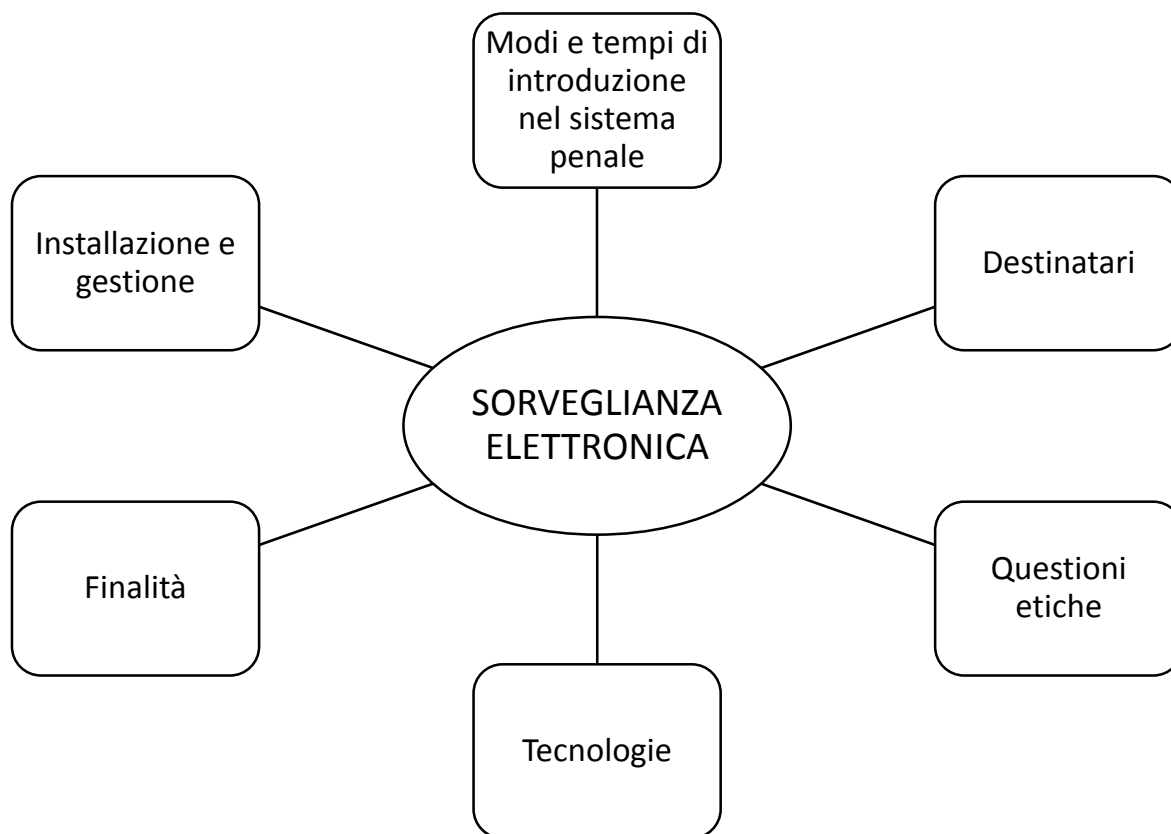 Modi e tempi di
introduzione
nel sistema
penale
Installazione e
gestione
Destinatari
SORVEGLIANZA
ELETTRONICA
Finalità
Questioni
etiche
Tecnologie